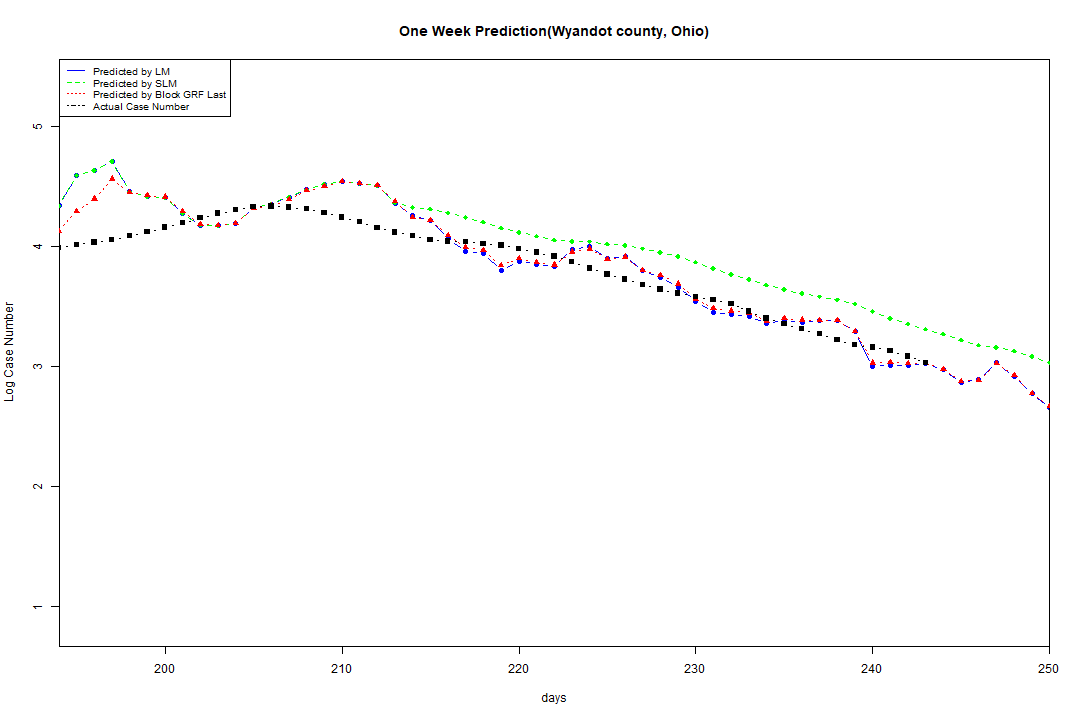 One Week Prediction(Wyandot county, Ohio)
Predicted by LM
Predicted by SLM
Predicted by Block GRF Last
Actual Case Number
5
4
3
2
1
Log Case Number
200 210 220 230 240 250
days